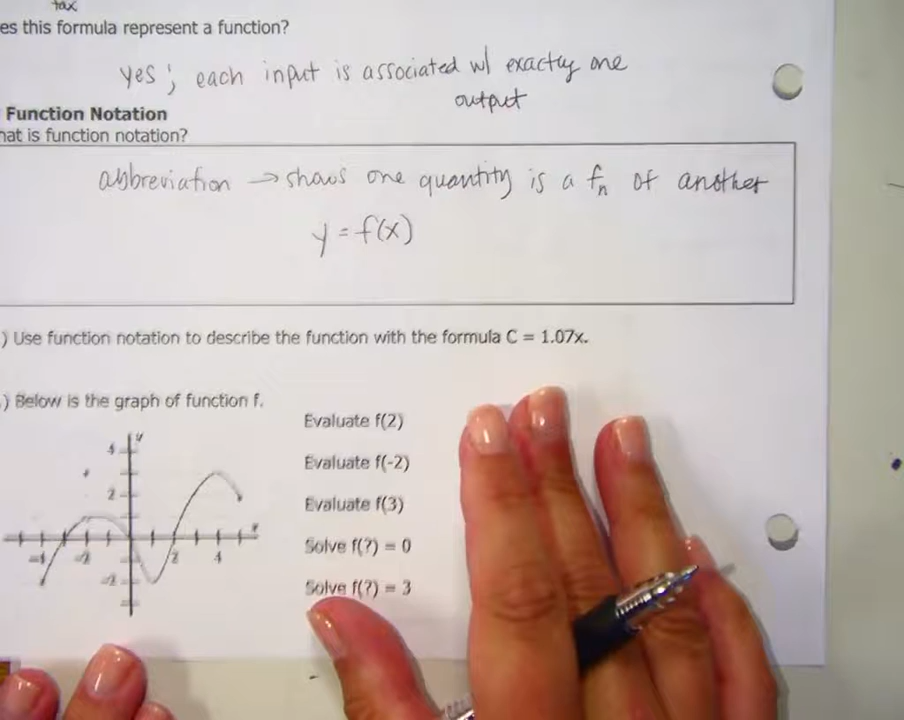 tax
es this formula represent a function?
yes; each input is associated w/ exactly one
output
Function Notation
hat is function notation?
abbreviation → shows one quantity is a fn of another
y = f(x)
) Use function notation to describe the function with the formula C = 1.07x.
) Below is the graph of function f.
Evaluate f(2)
Evaluate f(-2)
Evaluate f(3)
Solve f(?) = 0
Solve f(?) = 3
4
y
2
x
-4
-2
2
4
-2